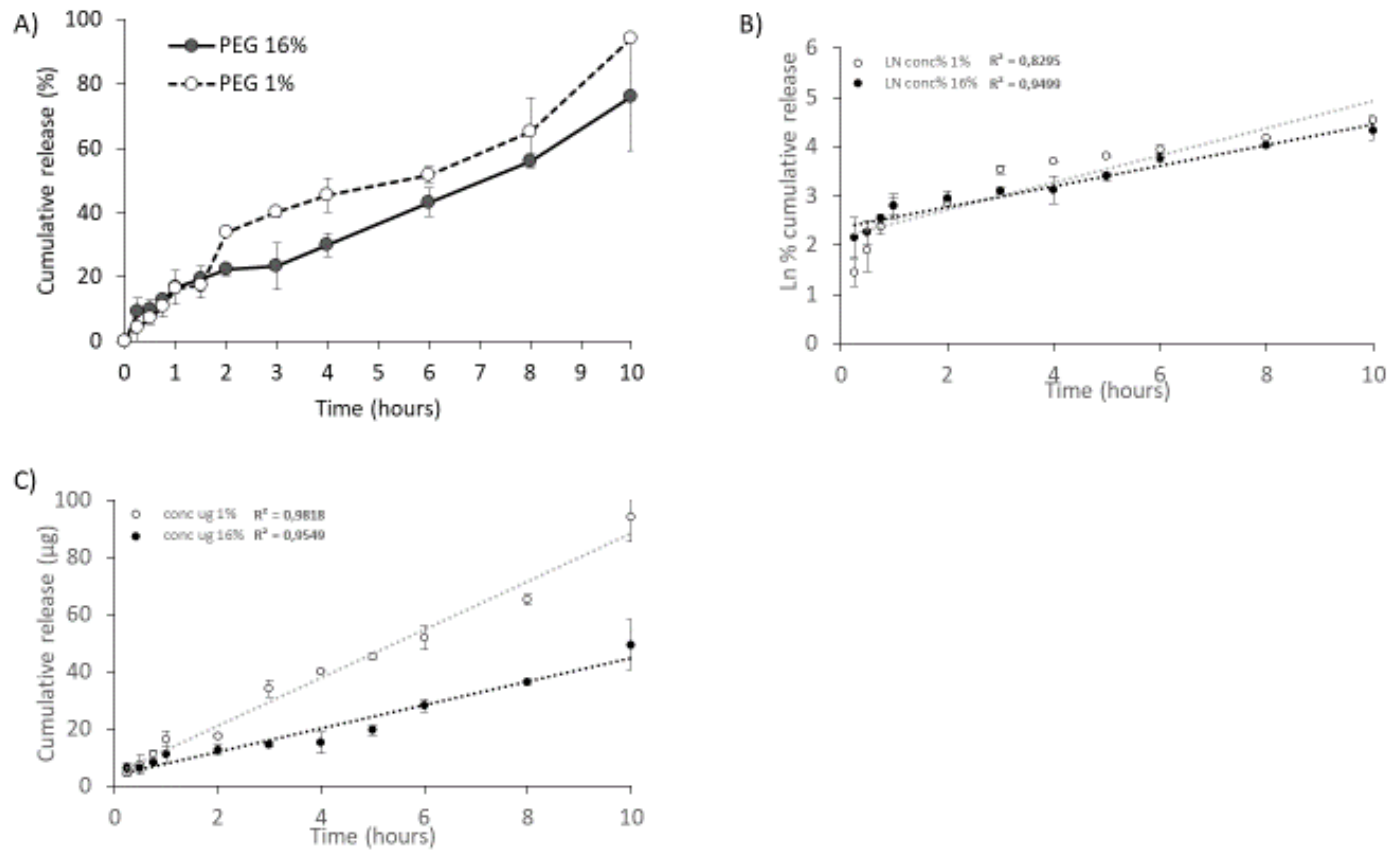 A)
100
80
60
40
20
0
Cumulative release (%)
PEG 16%
PEG 1%
0 1 2 3 4 5 6 7 8 9 10
Time (hours)
B)
6
5
4
3
2
1
0
Ln % cumulative release
LN conc% 1% R² = 0,8295
LN conc% 16% R² = 0,9499
0 2 4 6 8 10
Time (hours)
C)
100
80
60
40
20
0
Cumulative release (µg)
conc ug 1% R² = 0,9818
conc ug 16% R² = 0,9549
0 2 4 6 8 10
Time (hours)